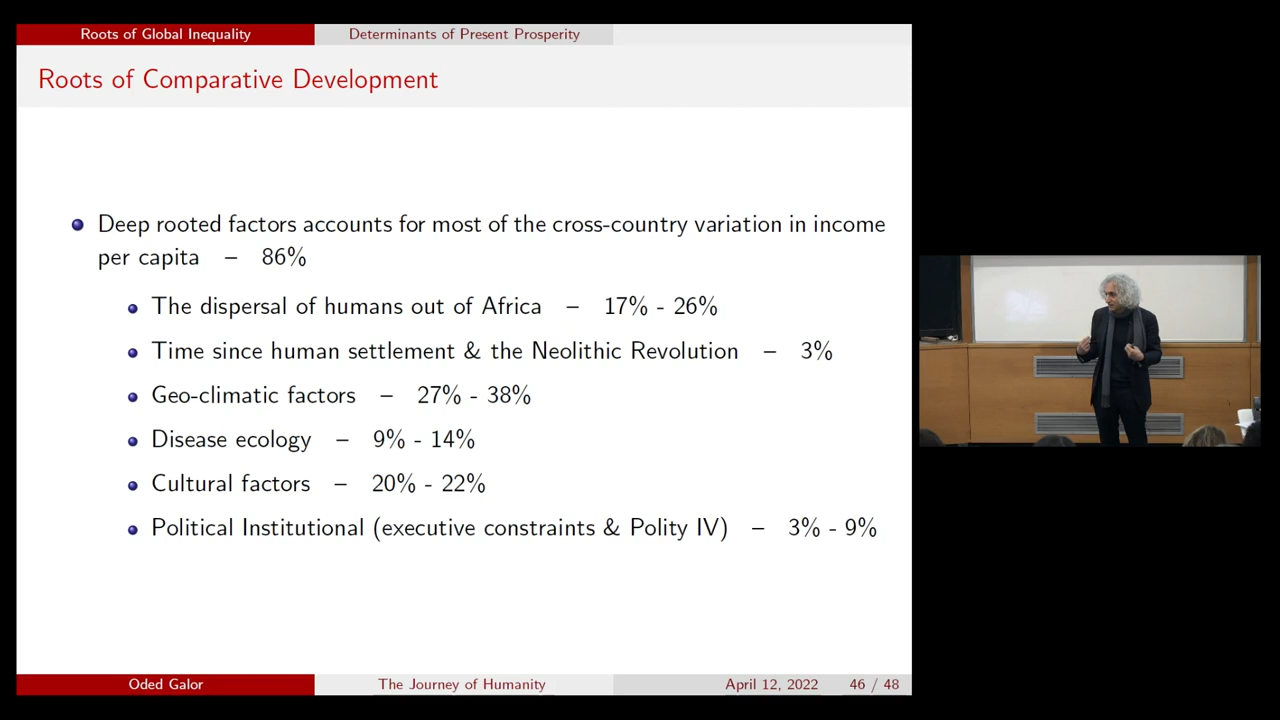 Roots of Global Inequality
Determinants of Present Prosperity
Roots of Comparative Development
Deep rooted factors accounts for most of the cross-country variation in income
per capita – 86%
The dispersal of humans out of Africa – 17% - 26%
Time since human settlement & the Neolithic Revolution – 3%
Geo-climatic factors – 27% - 38%
Disease ecology – 9% - 14%
Cultural factors – 20% - 22%
Political Institutional (executive constraints & Polity IV) – 3% - 9%
Oded Galor
The Journey of Humanity
April 12, 2022
46 / 48